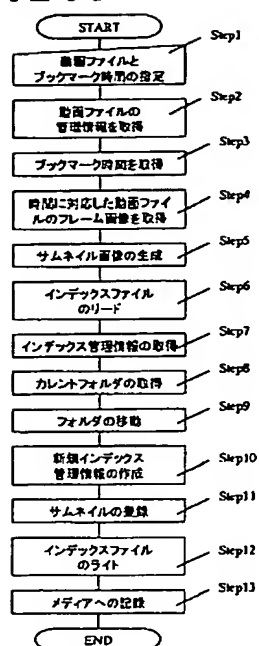 START
動画ファイルと
ブックマーク時間の指定
Step1
動画ファイルの
管理情報を取得
Step2
ブックマーク時間を取得
Step3
時間に対応した動画ファイ
ルのフレーム画像を取得
Step4
サムネイル画像の生成
Step5
インデックスファイル
のリード
Step6
インデックス管理情報の取得
Step7
カレントフォルダの取得
Step8
フォルダの移動
Step9
新規インデックス
管理情報の作成
Step10
サムネイルの登録
Step11
インデックスファイル
のライト
Step12
メディアへの記録
Step13
END